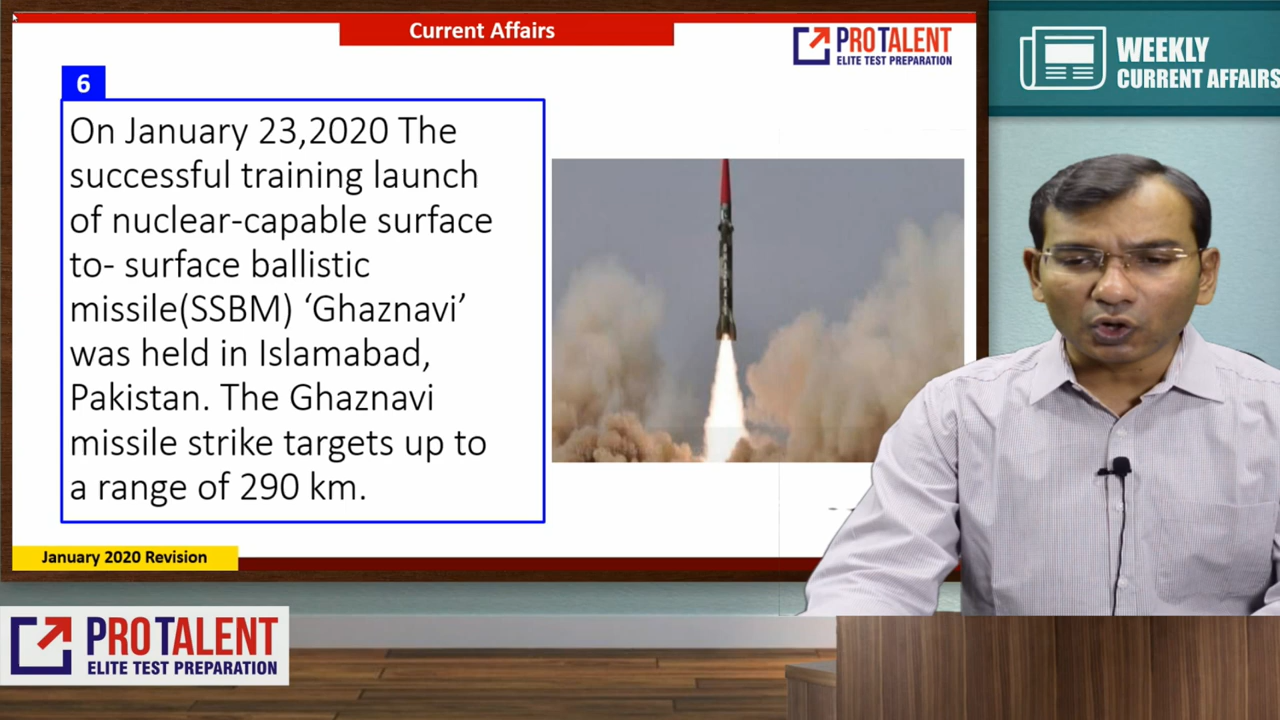 Current Affairs
PROTALENT
ELITE TEST PREPARATION
WEEKLY
CURRENT AFFAIRS
6
On January 23,2020 The
successful training launch
of nuclear-capable surface
to- surface ballistic
missile(SSBM) ‘Ghaznavi’
was held in Islamabad,
Pakistan. The Ghaznavi
missile strike targets up to
a range of 290 km.
January 2020 Revision
PROTALENT
ELITE TEST PREPARATION